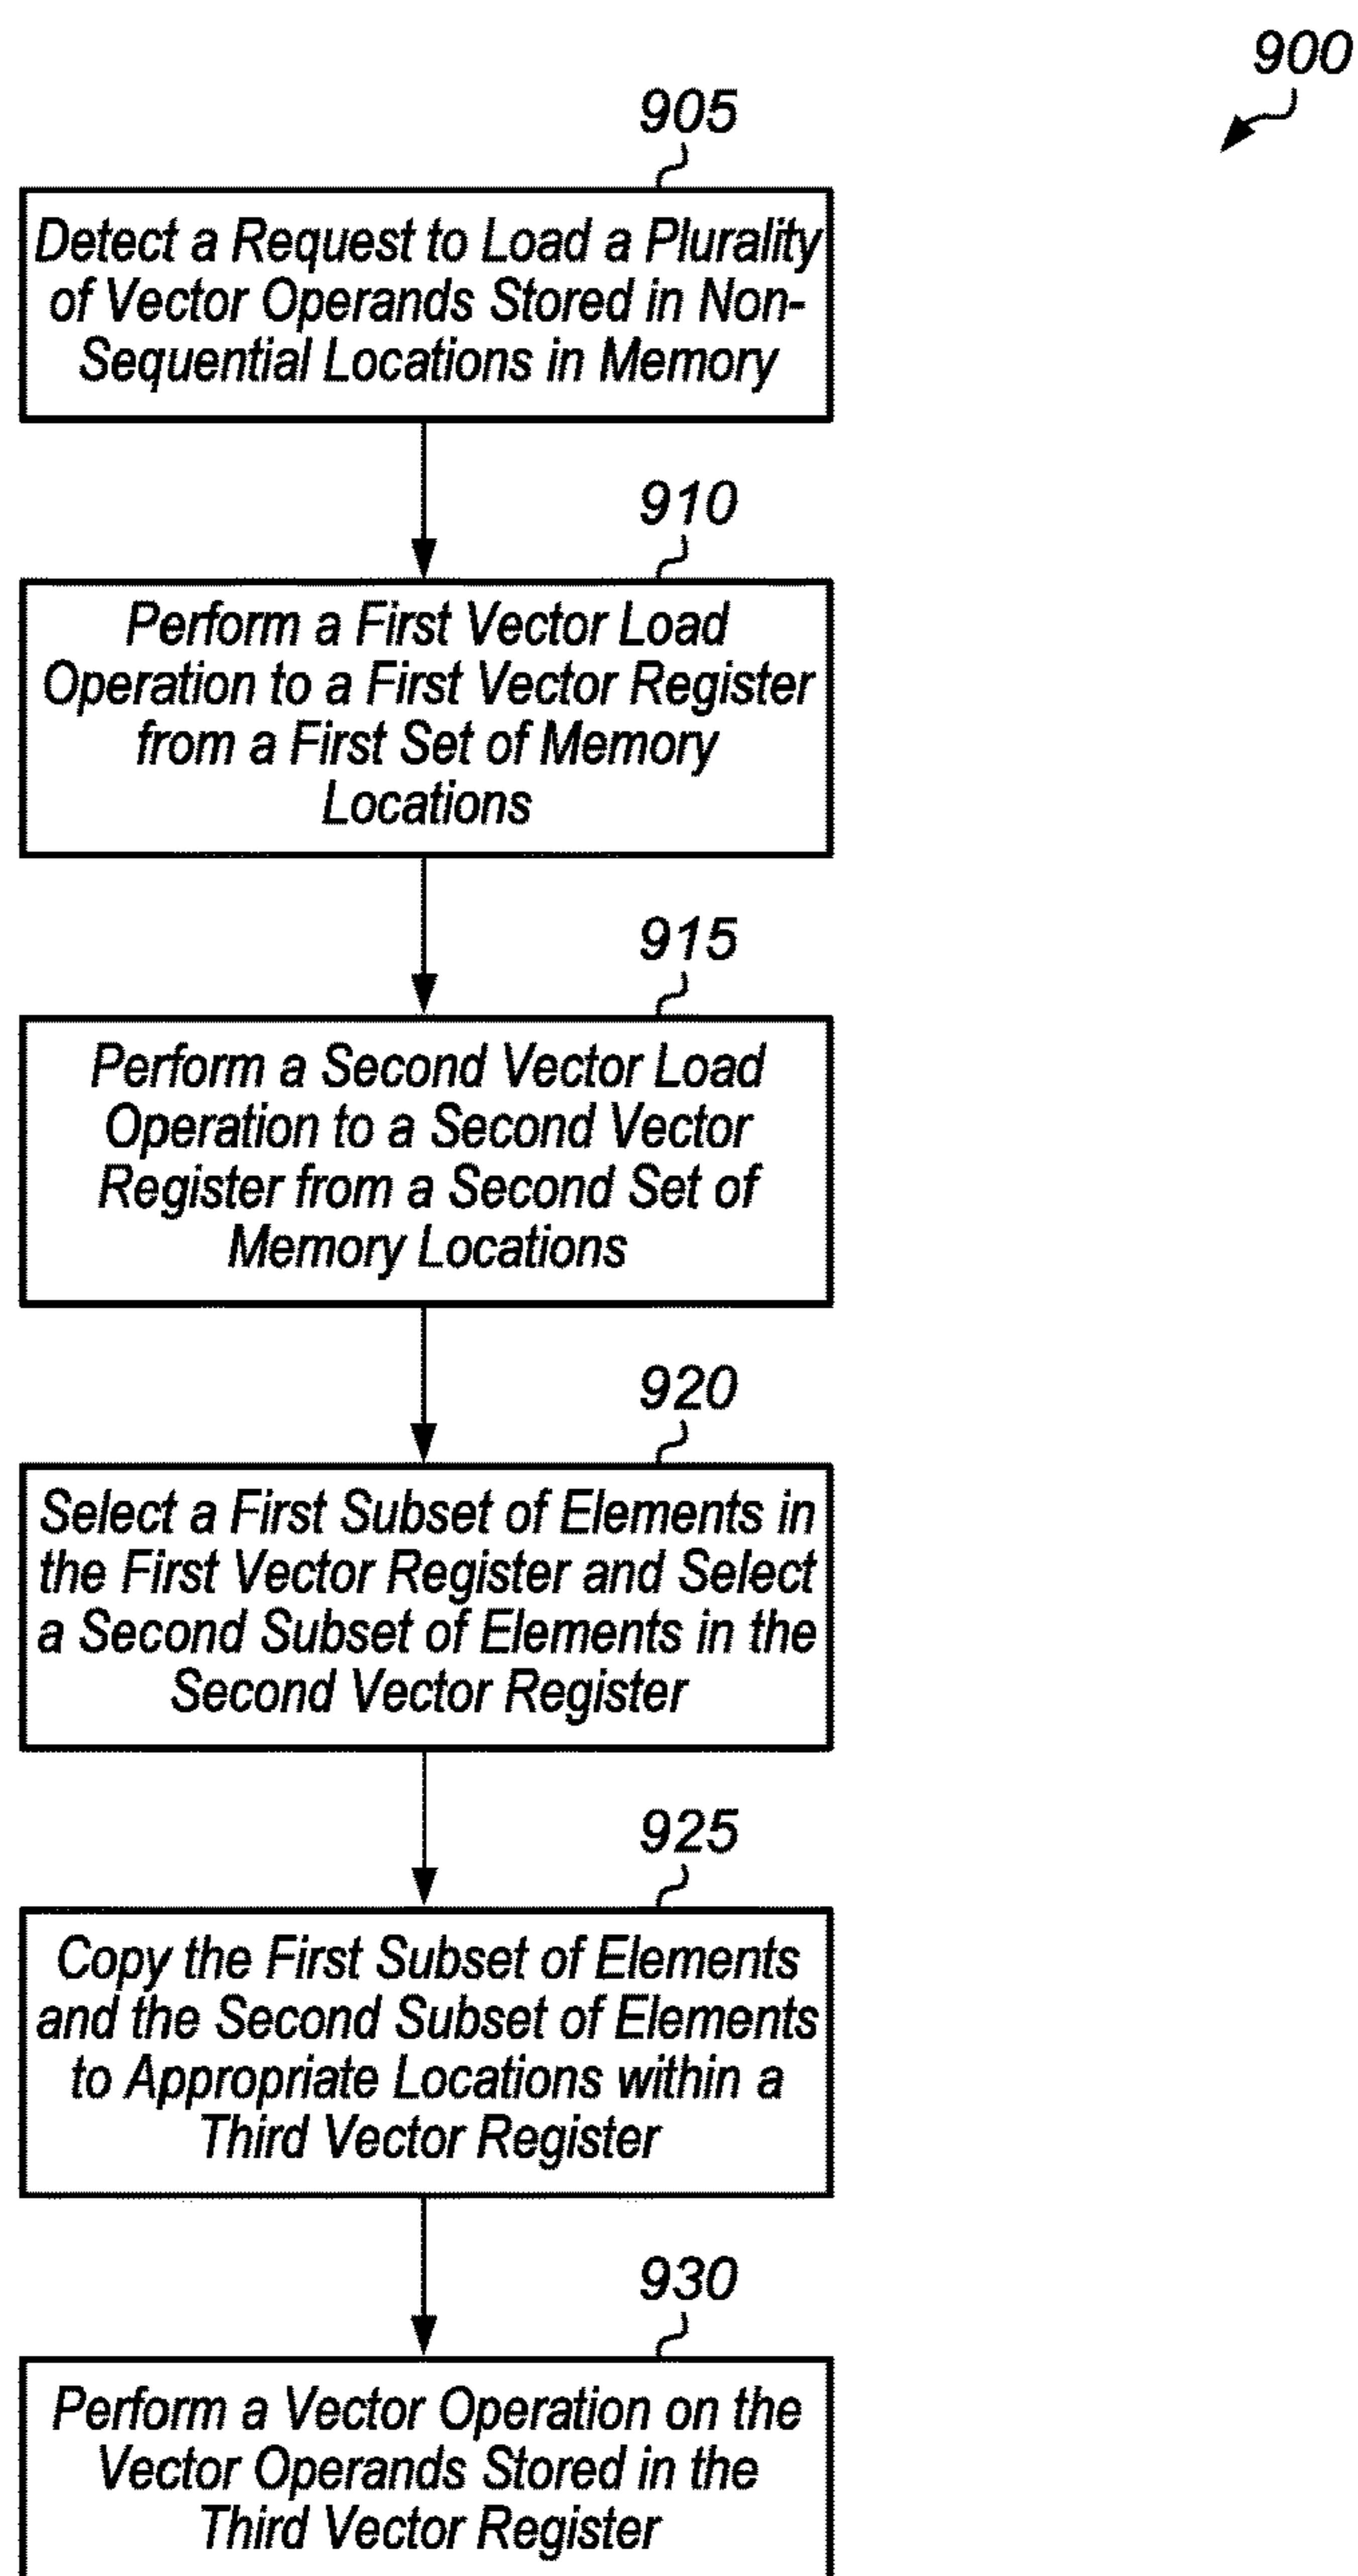 900
905
Detect a Request to Load a Plurality
of Vector Operands Stored in Non-
Sequential Locations in Memory
910
Perform a First Vector Load
Operation to a First Vector Register
from a First Set of Memory
Locations
915
Perform a Second Vector Load
Operation to a Second Vector
Register from a Second Set of
Memory Locations
920
Select a First Subset of Elements in
the First Vector Register and Select
a Second Subset of Elements in the
Second Vector Register
925
Copy the First Subset of Elements
and the Second Subset of Elements
to Appropriate Locations within a
Third Vector Register
930
Perform a Vector Operation on the
Vector Operands Stored in the
Third Vector Register